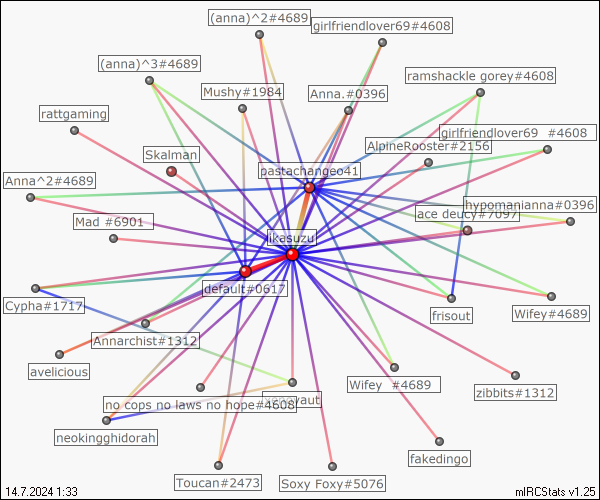 (anna)^2#4689
girlfriendlover69#4608
(anna)^3#4689
ramshackle gorey#4608
Mushy#1984
Anna.#0396
rattgaming
girlfriendlover69   #4608
AlpineRooster#2156
Skalman
pastachangeo41
Anna^2#4689
hypomanianna#0396
ace deucy#7097
Mad #6901
ikasuzu
default#0617
Cypha#1717
frisout
Wifey#4689
Annarchist#1312
avelicious
Wifey  #4689
zibbits#1312
no cops no laws no hope#4608
neokingghidorah
fakedingo
Toucan#2473
Soxy Foxy#5076
14.7.2024 1:33
mIRCStats v1.25